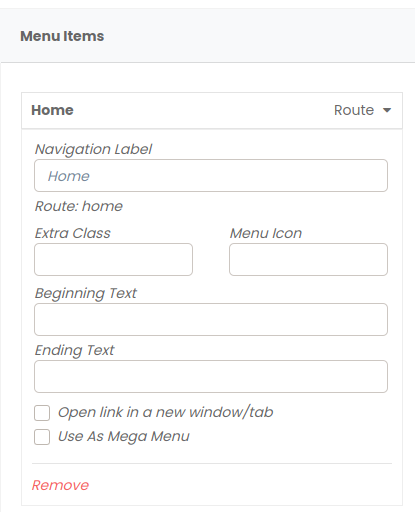 Menu Items
Home Route
Navigation Label
Home
Route: home
Extra Class Menu Icon
Beginning Text
Ending Text
Open link in a new window/tab
Use As Mega Menu
Remove